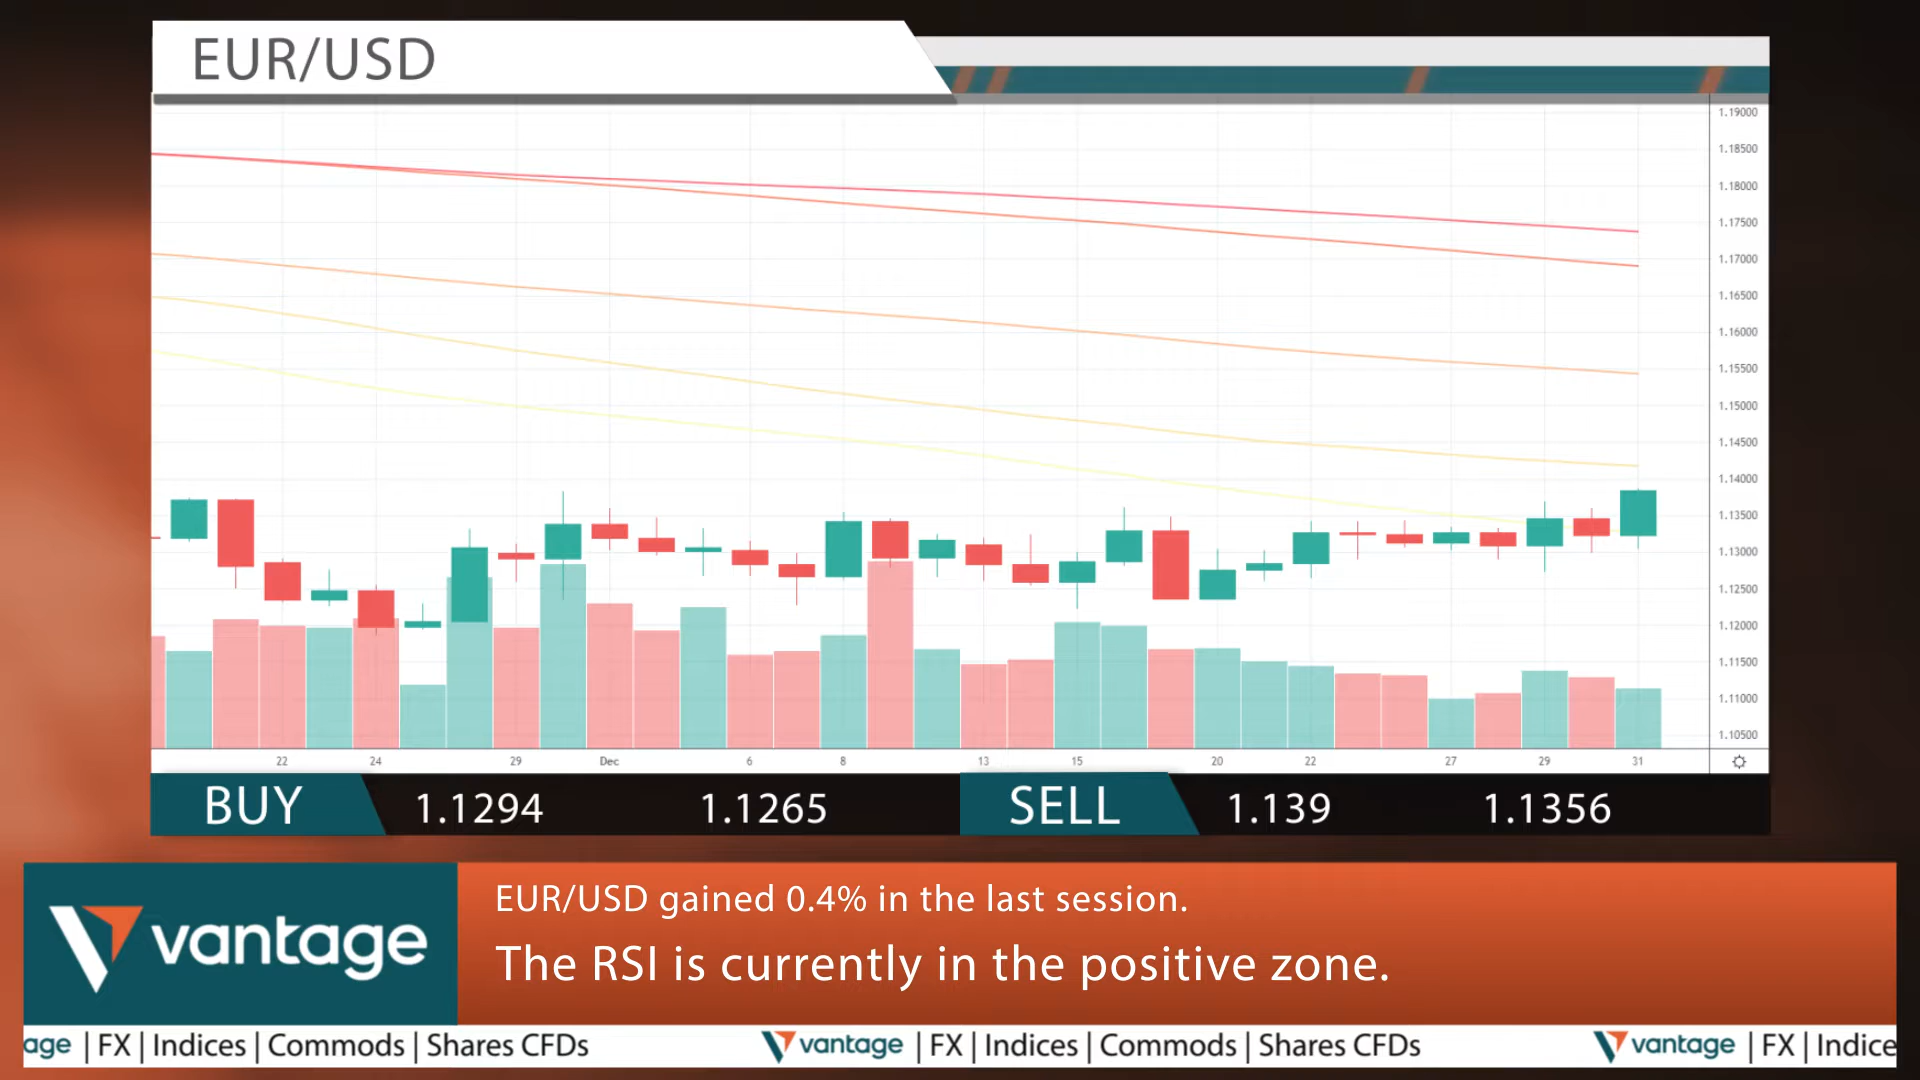 EUR/USD
1.19000
1.18500
1.18000
1.17500
1.17000
1.16500
1.16000
1.15500
1.15000
1.14500
1.14000
1.13500
1.13000
1.12500
1.12000
1.11500
1.11000
1.10500
22 24 29 Dec 6 8 13 15 20 22 27 29 31
BUY 1.1294 1.1265 SELL 1.139 1.1356
vantage
EUR/USD gained 0.4% in the last session.
The RSI is currently in the positive zone.
age | FX | Indices | Commods | Shares CFDs vantage | FX | Indices | Commods | Shares CFDs vantage | FX | Indice